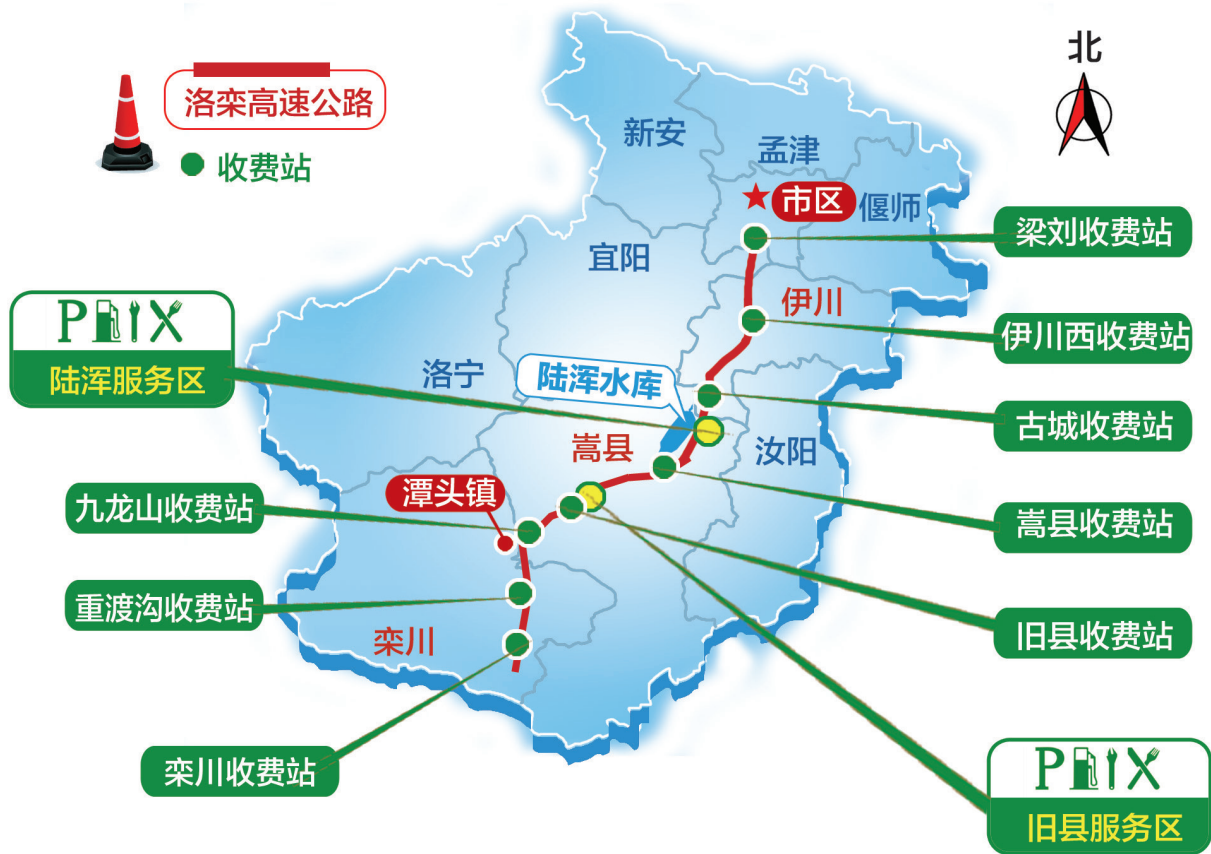 北
洛栾高速公路
收费站
新安
孟津
市区
偃师
梁刘收费站
宜阳
伊川
P
伊川西收费站
陆浑服务区
洛宁
陆浑水库
古城收费站
嵩县
汝阳
潭头镇
九龙山收费站
嵩县收费站
重渡沟收费站
旧县收费站
栾川
栾川收费站
P
旧县服务区